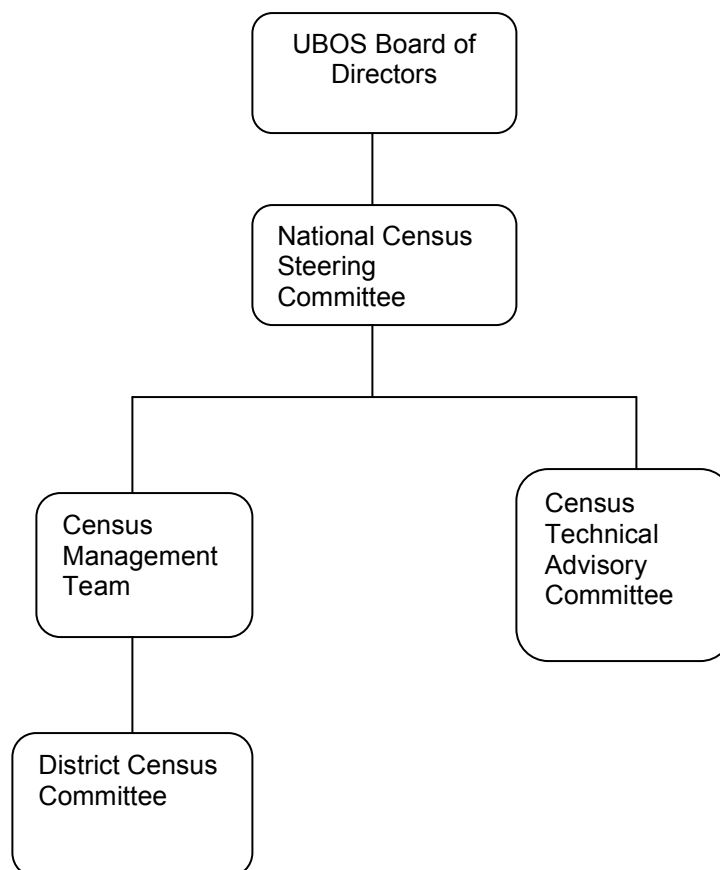 UBOS Board of
Directors
National Census
Steering
Committee
Census
Management
Team
Census
Technical
Advisory
Committee
District Census
Committee